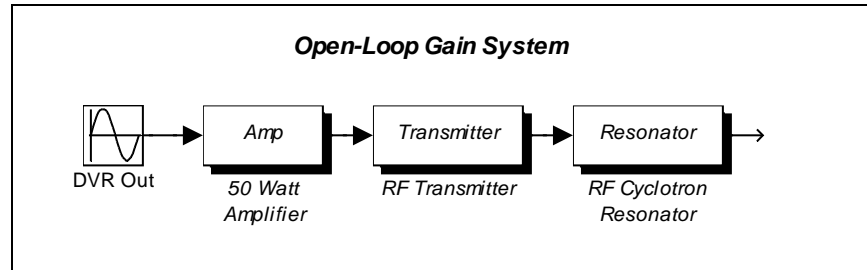 Open-Loop Gain System
Amp
Transmitter
Resonator
DVR Out
50 Watt
Amplifier
RF Transmitter
RF Cyclotron
Resonator